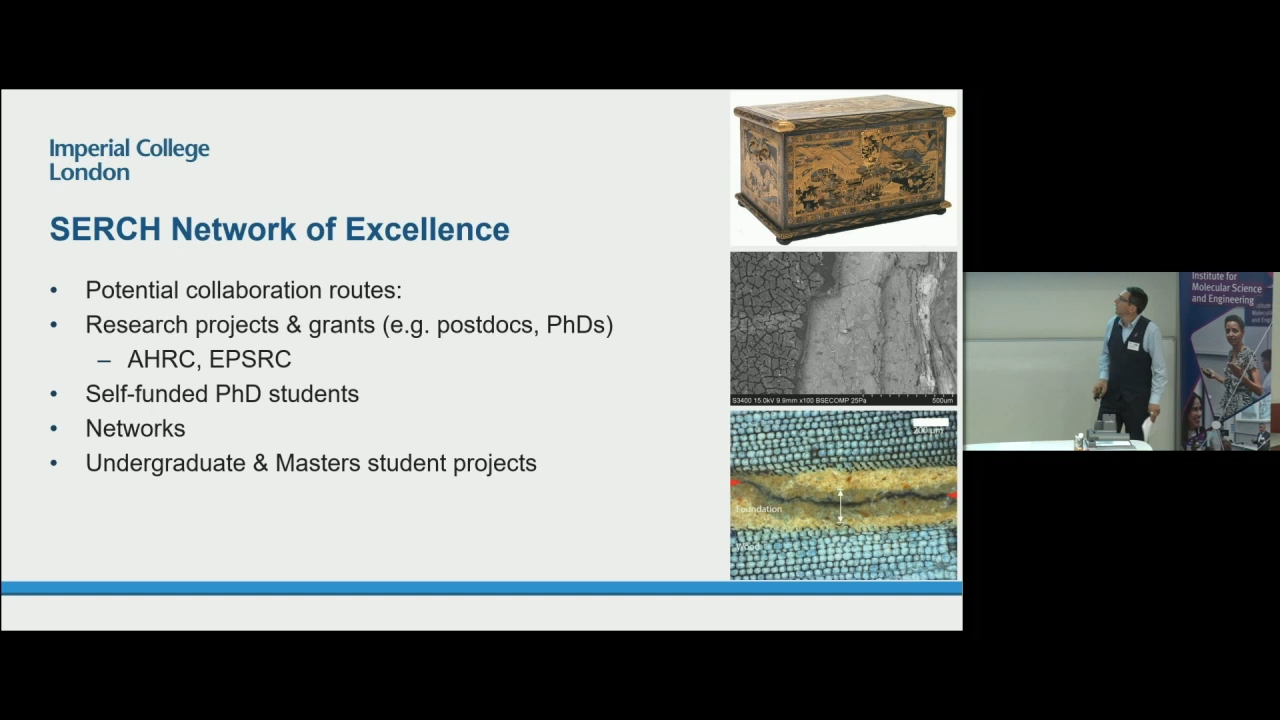 Imperial College
London
SERCH Network of Excellence
• Potential collaboration routes:
• Research projects & grants (e.g. postdocs, PhDs)
– AHRC, EPSRC
• Self-funded PhD students
• Networks
• Undergraduate & Masters student projects
S3400 15.0kV 9.9mm x100 BSECOMP 25Pa 500um
Foundation
Wood
Institute for
Molecular Science
and Engineering